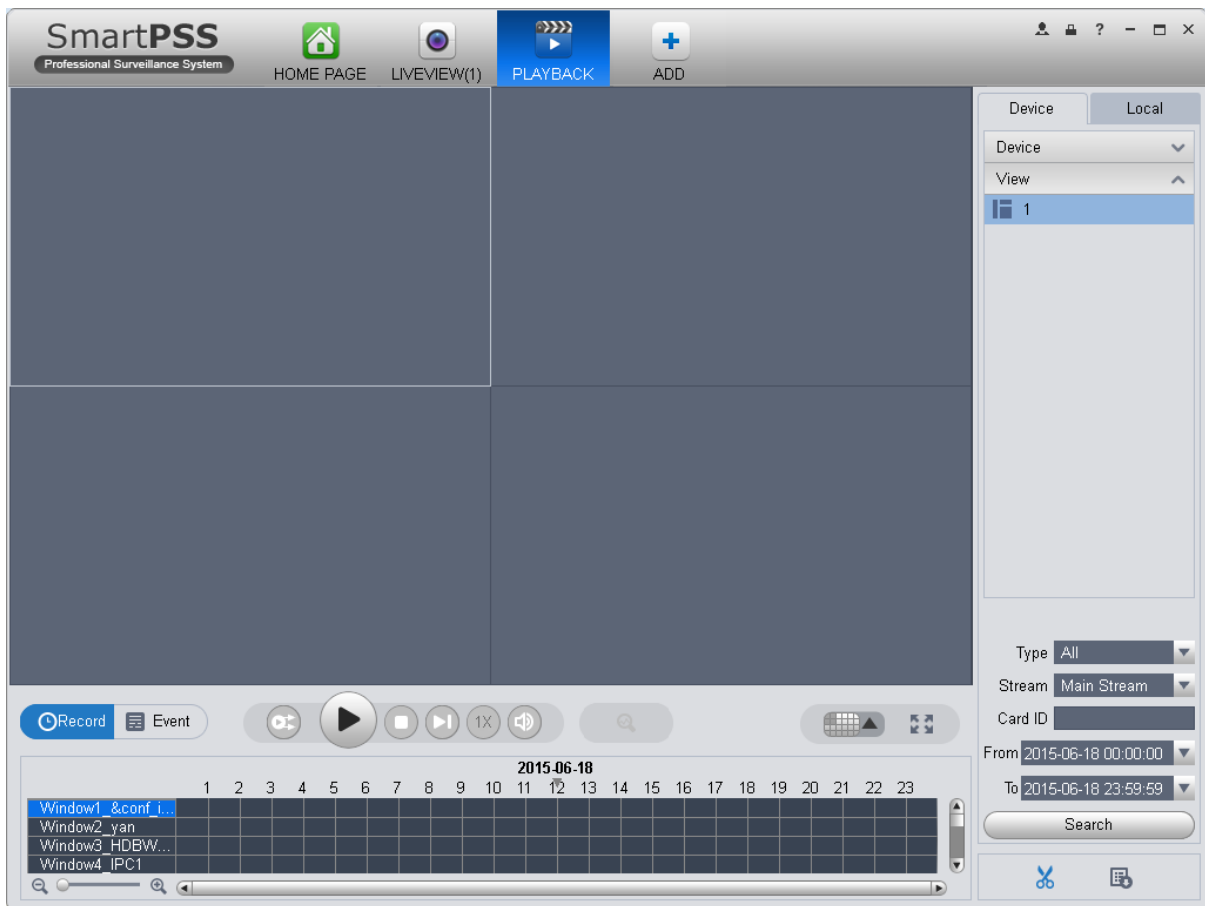 SmartPSS
Professional Surveillance System
HOME PAGE
LIVEVIEW(1)
PLAYBACK
ADD
?
Device
Local
Device
View
1
Type All
Stream Main Stream
Card ID
From 2015-06-18 00:00:00
To 2015-06-18 23:59:59
Search
Record
Event
1X
2015-06-18
1 2 3 4 5 6 7 8 9 10 11 12 13 14 15 16 17 18 19 20 21 22 23
Window1_&conf_i...
Window2_yan
Window3_HDBW...
Window4_IPC1